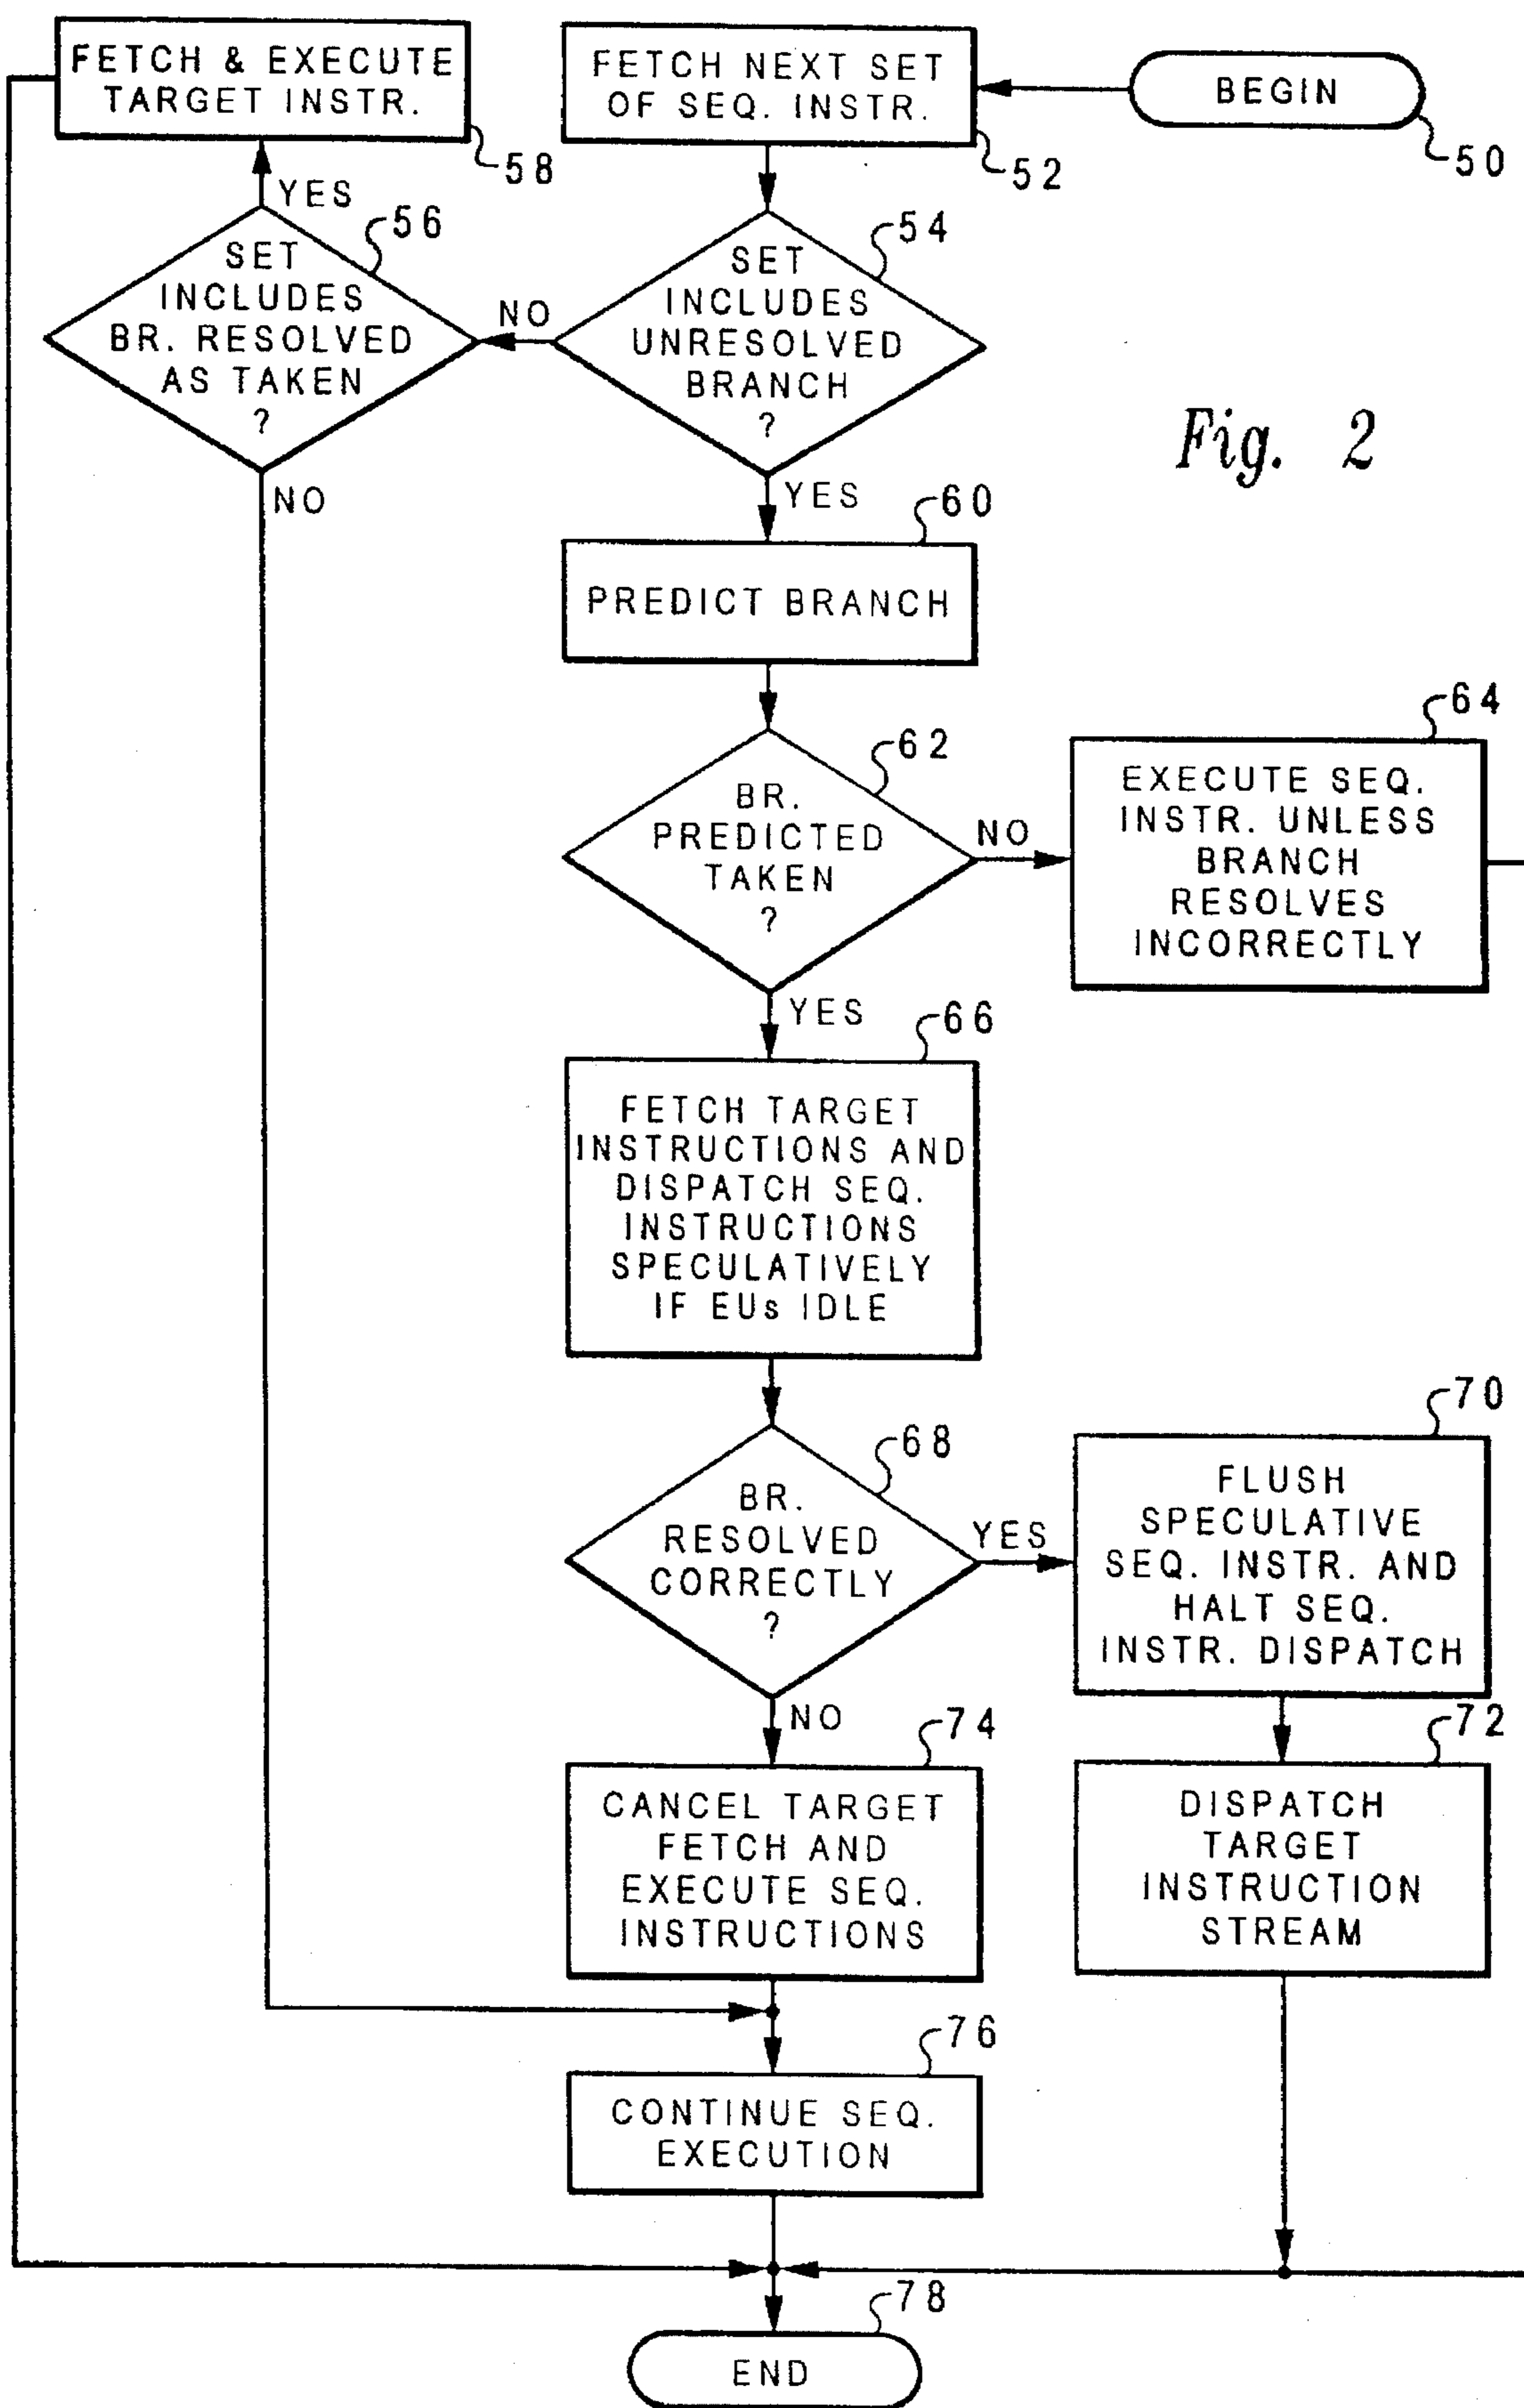 FETCH & EXECUTE
TARGET INSTR.
58
FETCH NEXT SET
OF SEQ. INSTR.
52
BEGIN
50
YES
56
SET
INCLUDES
BR. RESOLVED
AS TAKEN
?
NO
NO
54
SET
INCLUDES
UNRESOLVED
BRANCH
?
YES
Fig. 2
60
PREDICT BRANCH
62
BR.
PREDICTED
TAKEN
?
NO
64
EXECUTE SEQ.
INSTR. UNLESS
BRANCH
RESOLVES
INCORRECTLY
YES
66
FETCH TARGET
INSTRUCTIONS AND
DISPATCH SEQ.
INSTRUCTIONS
SPECULATIVELY
IF EUs IDLE
68
BR.
RESOLVED
CORRECTLY
?
YES
70
FLUSH
SPECULATIVE
SEQ. INSTR. AND
HALT SEQ.
INSTR. DISPATCH
NO
74
CANCEL TARGET
FETCH AND
EXECUTE SEQ.
INSTRUCTIONS
72
DISPATCH
TARGET
INSTRUCTION
STREAM
76
CONTINUE SEQ.
EXECUTION
78
END